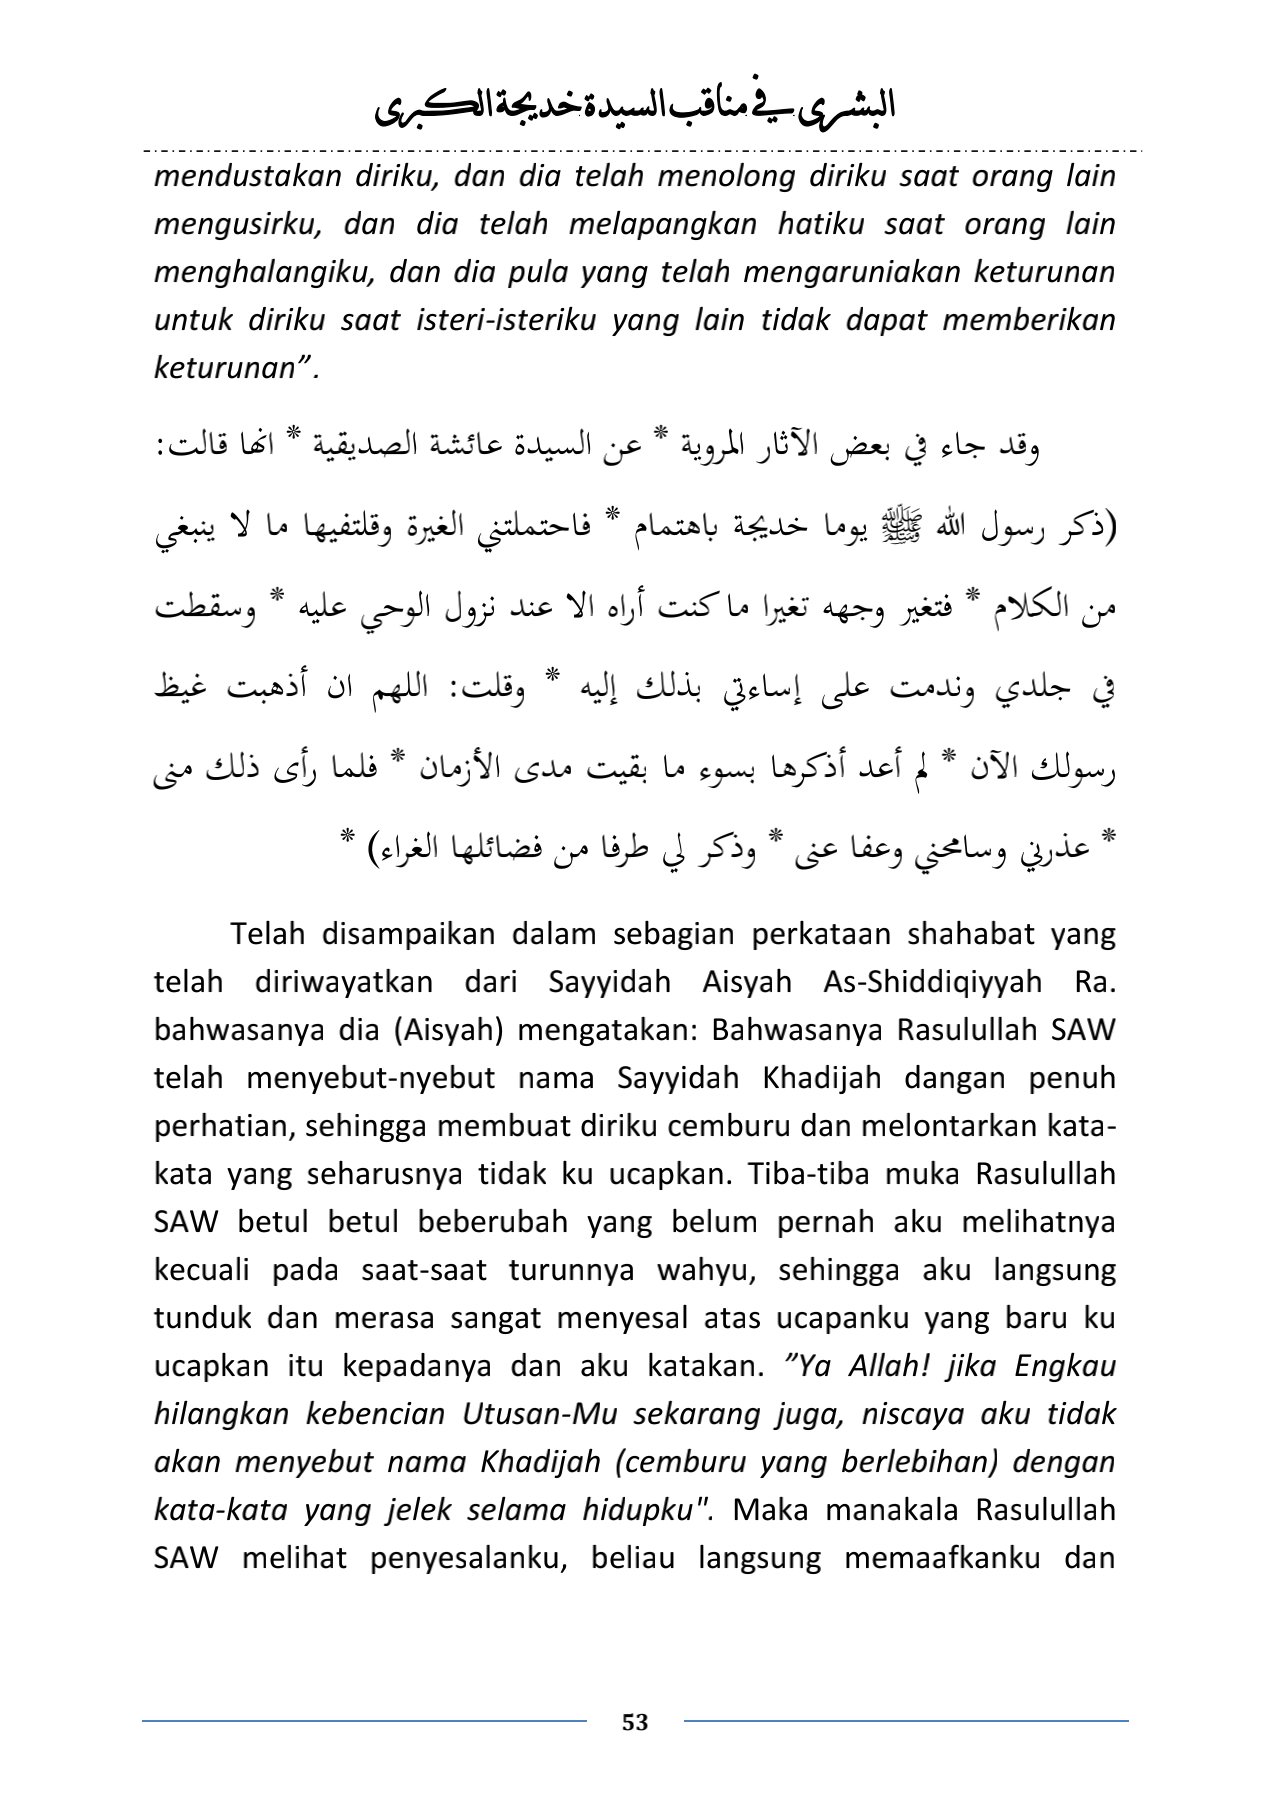 البشرى في مناقب السيدة خديجة الكبرى
mendustakan diriku, dan dia telah menolong diriku saat orang lain
mengusirku, dan dia telah melapangkan hatiku saat orang lain
menghalangiku, dan dia pula yang telah mengaruniakan keturunan
untuk diriku saat isteri-isteriku yang lain tidak dapat memberikan
keturunan”.
وقد جاء في بعض الآثار المروية * عن السيدة عائشة الصديقية * انها قالت:
(ذكر رسول الله ﷺ يوما خديجة باهتمام * فاحتملتني الغيرة وقلتفيها ما لا ينبغي
من الكلام * فتغير وجهه تغيرا ما كنت أراه الا عند نزول الوحي عليه * وسقطت
في جلدي وندمت على إساءتي بذلك إليه * وقلت: اللهم ان أذهبت غيظ
رسولك الآن * لم أعد أذكرها بسوء ما بقيت مدى الأزمان * فلما رأى ذلك منى
* عذرني وسامحني وعفا عنى * وذكر لي طرفا من فضائلها الغراء) *
Telah disampaikan dalam sebagian perkataan shahabat yang
telah diriwayatkan dari Sayyidah Aisyah As-Shiddiqiyyah Ra.
bahwasanya dia (Aisyah) mengatakan: Bahwasanya Rasulullah SAW
telah menyebut-nyebut nama Sayyidah Khadijah dangan penuh
perhatian, sehingga membuat diriku cemburu dan melontarkan kata-
kata yang seharusnya tidak ku ucapkan. Tiba-tiba muka Rasulullah
SAW betul betul beberubah yang belum pernah aku melihatnya
kecuali pada saat-saat turunnya wahyu, sehingga aku langsung
tunduk dan merasa sangat menyesal atas ucapanku yang baru ku
ucapkan itu kepadanya dan aku katakan. ”Ya Allah! jika Engkau
hilangkan kebencian Utusan-Mu sekarang juga, niscaya aku tidak
akan menyebut nama Khadijah (cemburu yang berlebihan) dengan
kata-kata yang jelek selama hidupku". Maka manakala Rasulullah
SAW melihat penyesalanku, beliau langsung memaafkanku dan
53